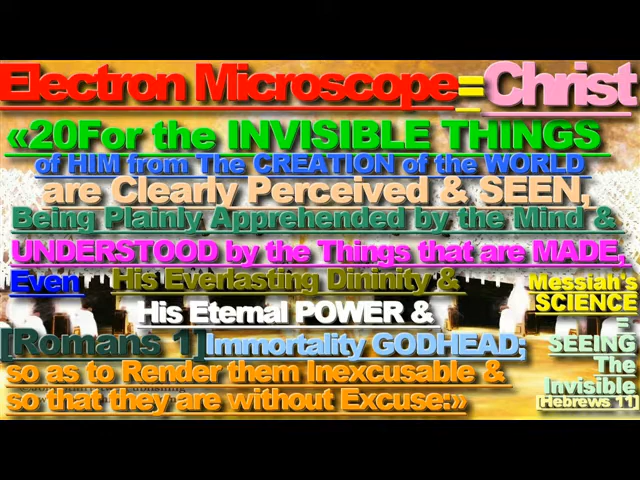 Electron Microscope=Christ
«20For the INVISIBLE THINGS
of HIM from The CREATION of the WORLD
are Clearly Perceived & SEEN,
Being Plainly Apprehended by the Mind &
UNDERSTOOD by the Things that are MADE,
Even His Everlasting Dininity &
His Eternal POWER &
[Romans 1]Immortality GODHEAD;
so as to Render them Inexcusable &
so that they are without Excuse:»
Messiah's
SCIENCE
=
SEEING
The
Invisible
[Hebrews 11]